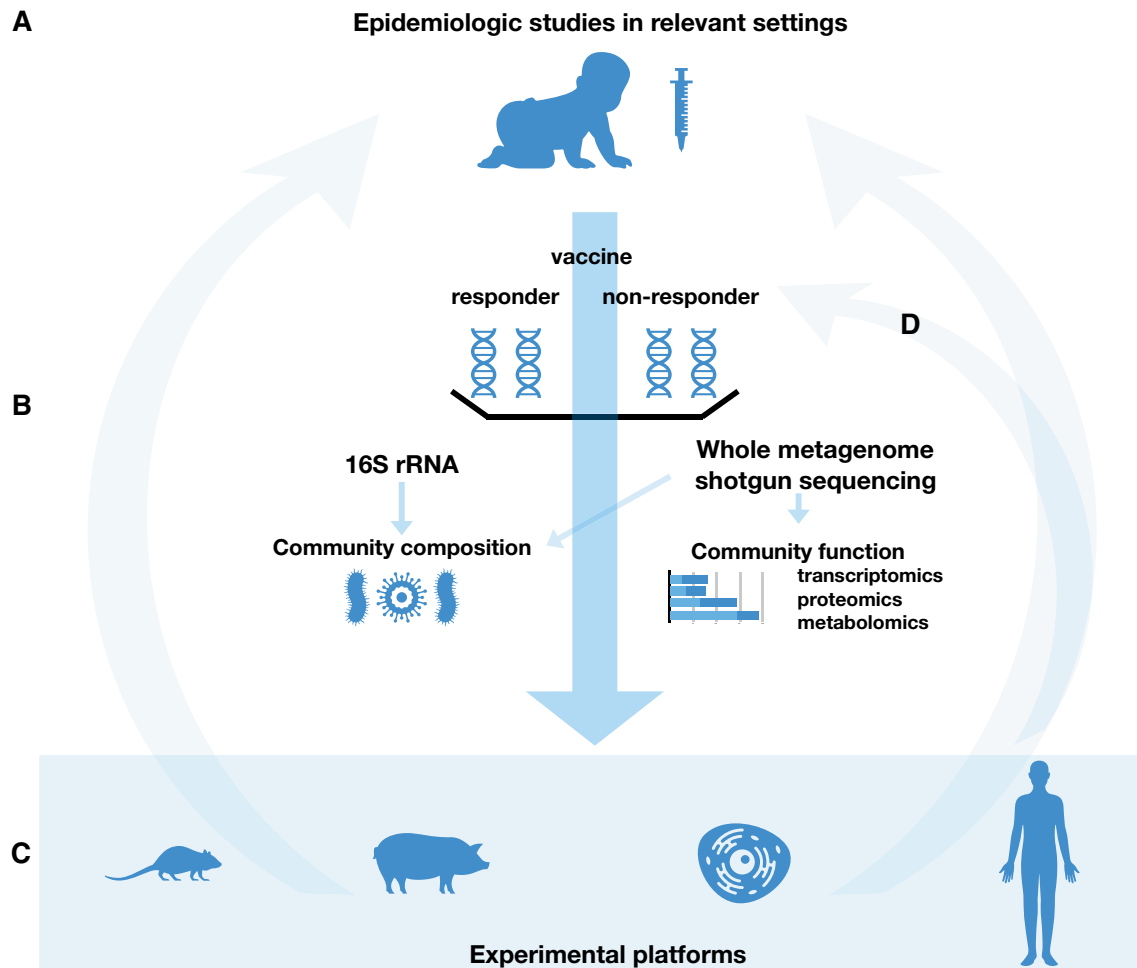 A
Epidemiologic studies in relevant settings
vaccine
responder
non-responder
D
B
16S rRNA
Whole metagenome
shotgun sequencing
Community composition
Community function
transcriptomics
proteomics
metabolomics
C
Experimental platforms